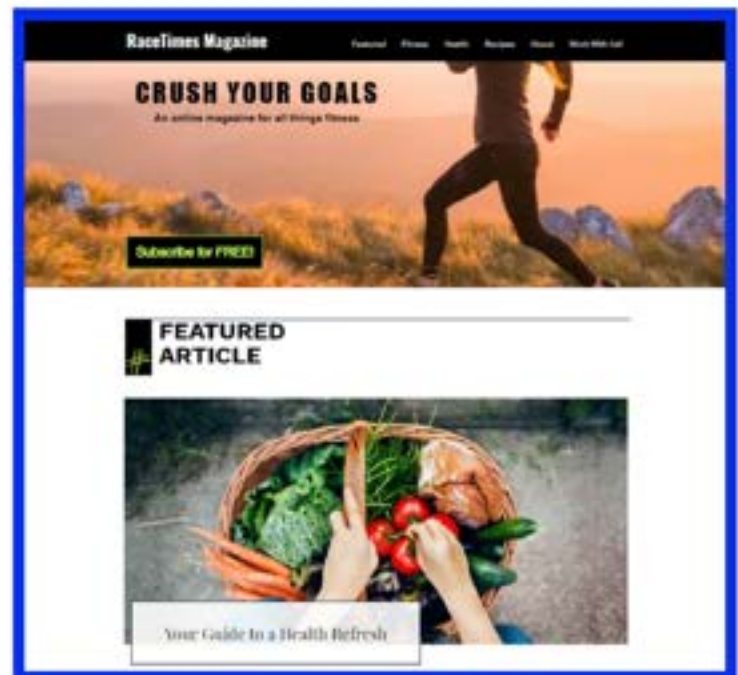 RaceTimes Magazine
Featured Fitness Health Recipes About Work With Us!
CRUSH YOUR GOALS
An online magazine for all things fitness
Subscribe for FREE!
# FEATURED
ARTICLE
Your Guide to a Health Refresh